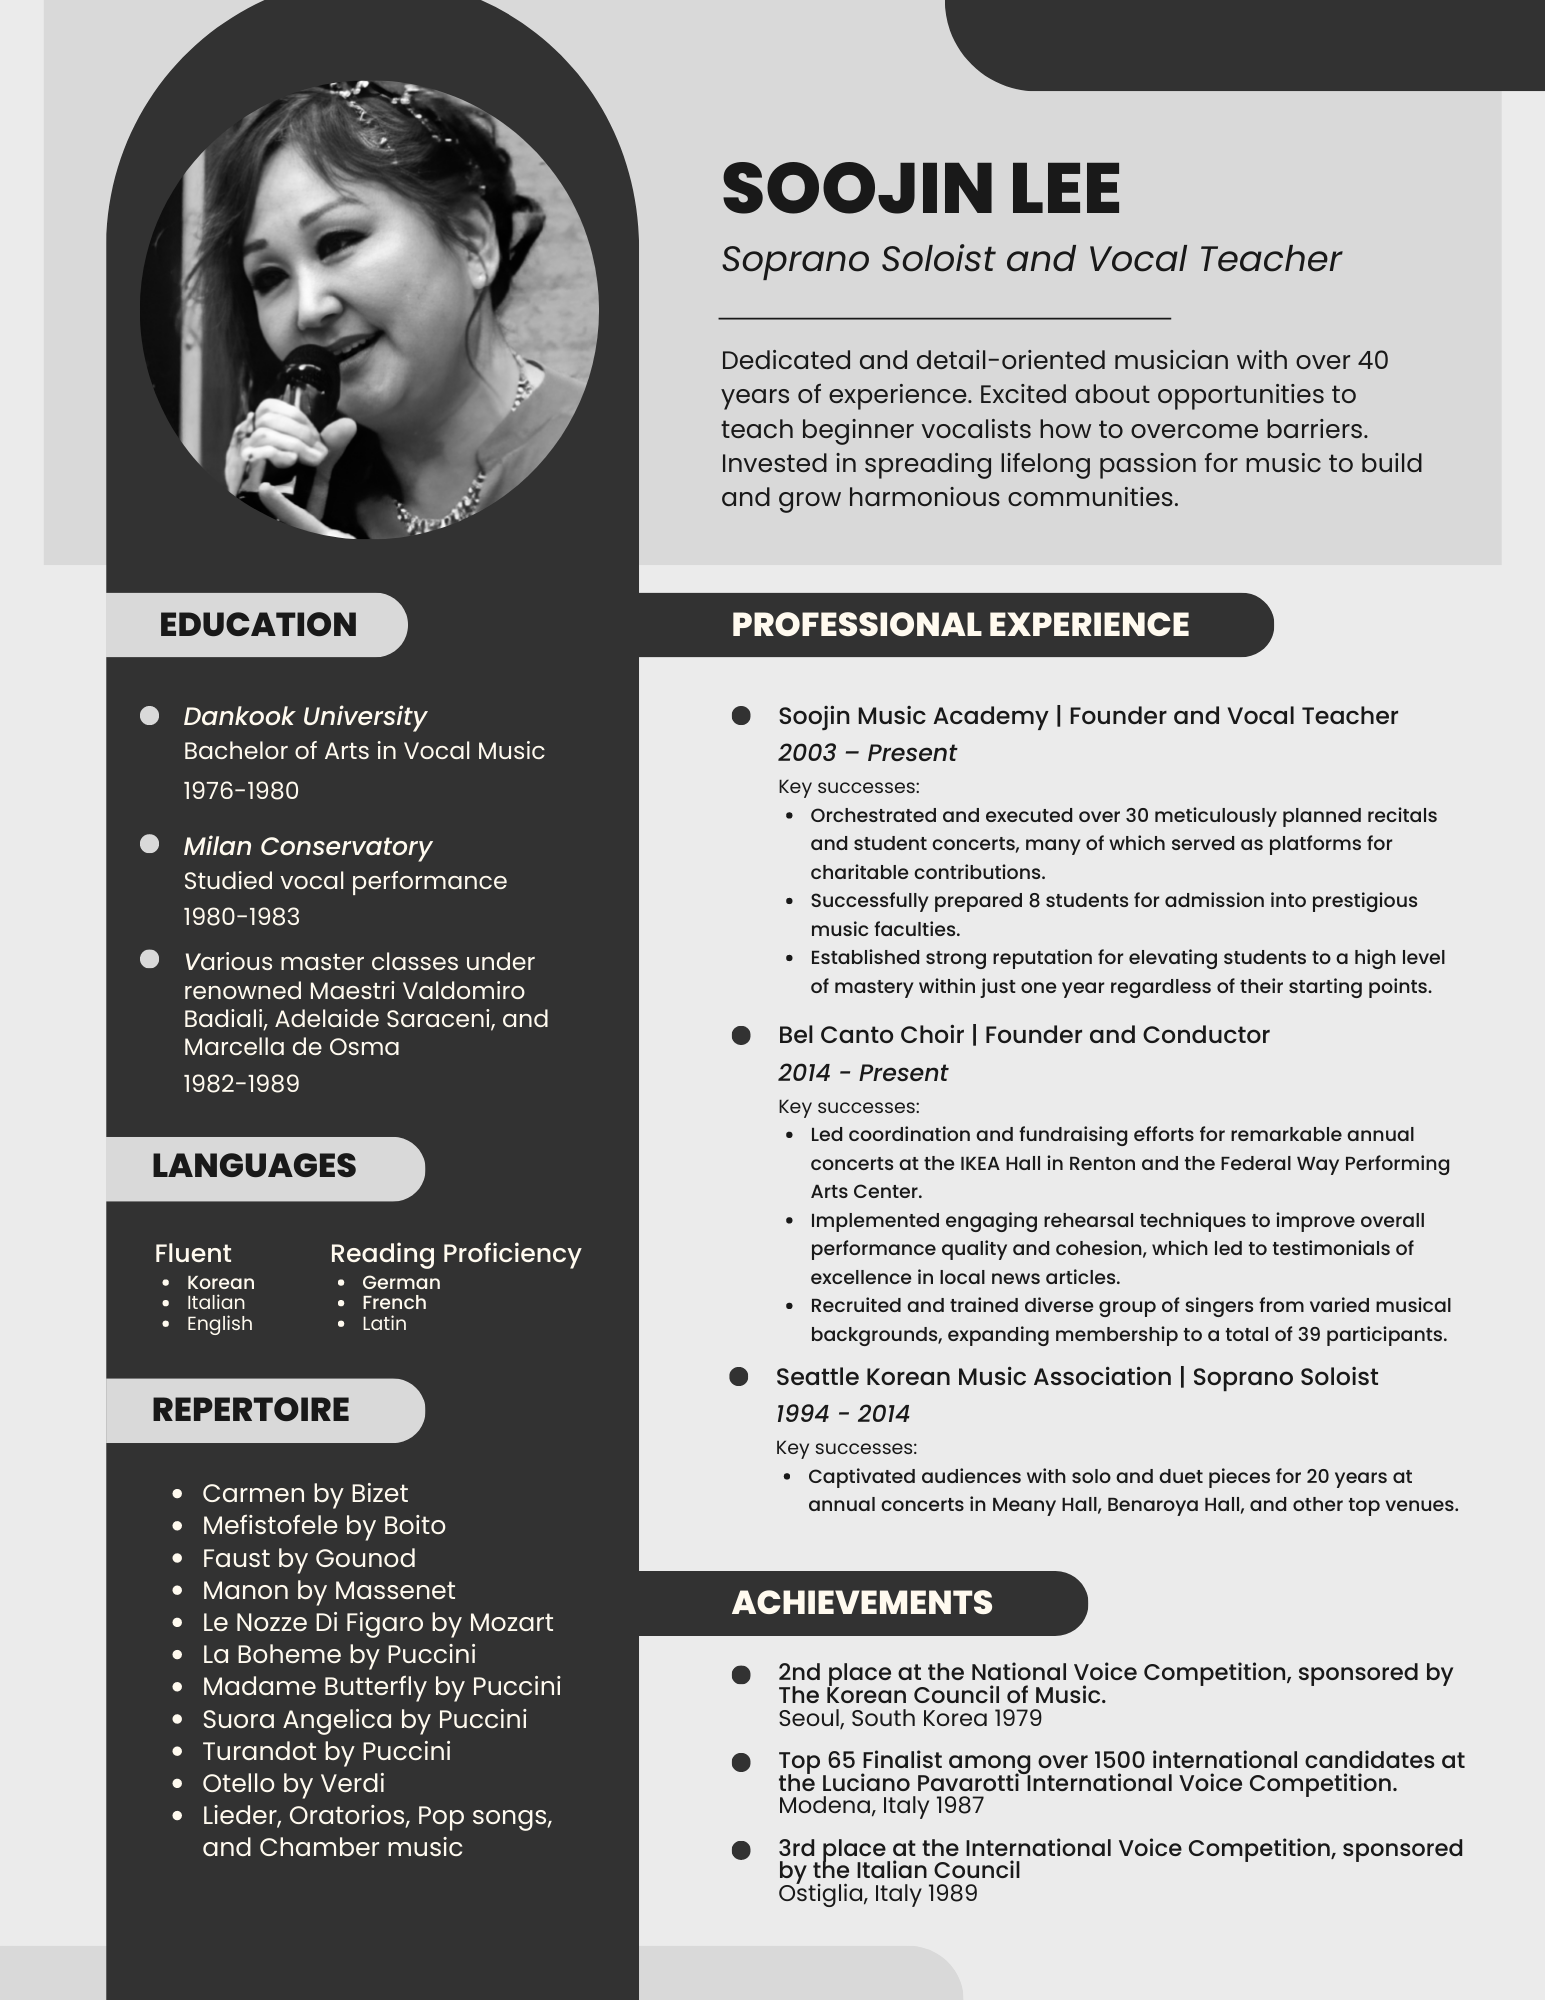 SOOJIN LEE
Soprano Soloist and Vocal Teacher
Dedicated and detail-oriented musician with over 40
years of experience. Excited about opportunities to
teach beginner vocalists how to overcome barriers.
Invested in spreading lifelong passion for music to build
and grow harmonious communities.
EDUCATION
Dankook University
Bachelor of Arts in Vocal Music
1976-1980
Milan Conservatory
Studied vocal performance
1980-1983
Various master classes under
renowned Maestri Valdomiro
Badiali, Adelaide Saraceni, and
Marcella de Osma
1982-1989
LANGUAGES
Fluent
• Korean
• Italian
• English
Reading Proficiency
• German
• French
• Latin
REPERTOIRE
• Carmen by Bizet
• Mefistofele by Boito
• Faust by Gounod
• Manon by Massenet
• Le Nozze Di Figaro by Mozart
• La Boheme by Puccini
• Madame Butterfly by Puccini
• Suora Angelica by Puccini
• Turandot by Puccini
• Otello by Verdi
• Lieder, Oratorios, Pop songs,
and Chamber music
PROFESSIONAL EXPERIENCE
Soojin Music Academy | Founder and Vocal Teacher
2003 – Present
Key successes:
• Orchestrated and executed over 30 meticulously planned recitals
and student concerts, many of which served as platforms for
charitable contributions.
• Successfully prepared 8 students for admission into prestigious
music faculties.
• Established strong reputation for elevating students to a high level
of mastery within just one year regardless of their starting points.
Bel Canto Choir | Founder and Conductor
2014 - Present
Key successes:
• Led coordination and fundraising efforts for remarkable annual
concerts at the IKEA Hall in Renton and the Federal Way Performing
Arts Center.
• Implemented engaging rehearsal techniques to improve overall
performance quality and cohesion, which led to testimonials of
excellence in local news articles.
• Recruited and trained diverse group of singers from varied musical
backgrounds, expanding membership to a total of 39 participants.
Seattle Korean Music Association | Soprano Soloist
1994 - 2014
Key successes:
• Captivated audiences with solo and duet pieces for 20 years at
annual concerts in Meany Hall, Benaroya Hall, and other top venues.
ACHIEVEMENTS
2nd place at the National Voice Competition, sponsored by
The Korean Council of Music.
Seoul, South Korea 1979
Top 65 Finalist among over 1500 international candidates at
the Luciano Pavarotti International Voice Competition.
Modena, Italy 1987
3rd place at the International Voice Competition, sponsored
by the Italian Council
Ostiglia, Italy 1989